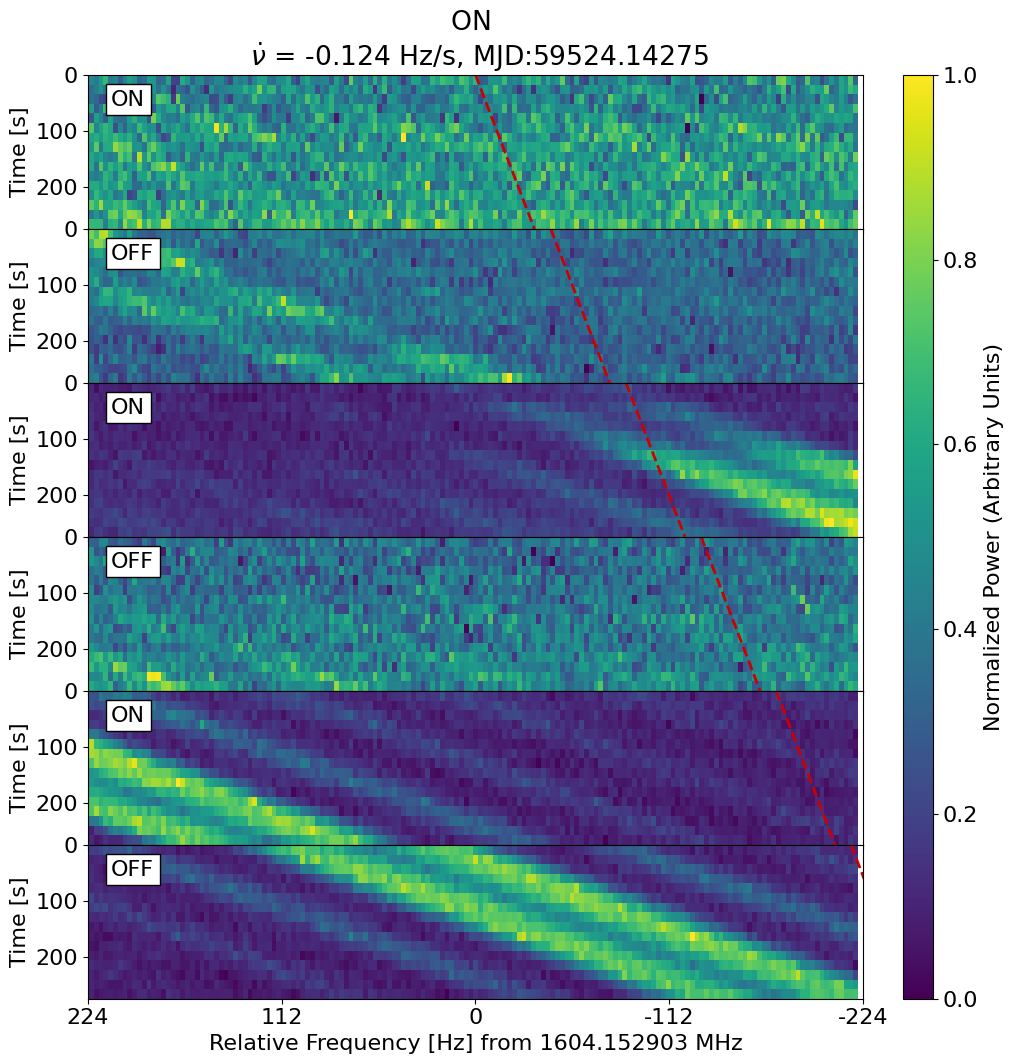 ON
ν̇ = -0.124 Hz/s, MJD:59524.14275
0
ON
100
Time [s]
200
0
OFF
100
Time [s]
200
0
ON
100
Time [s]
200
0
OFF
100
Time [s]
200
0
ON
100
Time [s]
200
0
OFF
100
Time [s]
200
224 112 0 -112 -224
Relative Frequency [Hz] from 1604.152903 MHz
1.0
0.8
0.6
0.4
0.2
0.0
Normalized Power (Arbitrary Units)